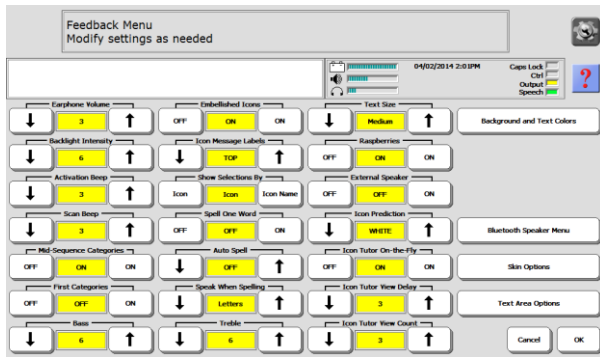 Feedback Menu
Modify settings as needed
04/02/2014 2:01PM
Caps Lock
Ctrl
Output
Speech
?
Earphone Volume
3
Embellished Icons
OFF ON ON
Text Size
Medium
Background and Text Colors
Backlight Intensity
6
Icon Message Labels
TOP
Raspberries
OFF ON ON
Activation Beep
3
Show Selections By
Icon Icon Icon Name
External Speaker
OFF OFF ON
Scan Beep
3
Spell One Word
OFF OFF ON
Icon Prediction
WHITE
Bluetooth Speaker Menu
Mid-Sequence Categories
OFF ON ON
Auto Spell
OFF
Icon Tutor On-the-Fly
OFF ON ON
Skin Options
First Categories
OFF OFF ON
Speak When Spelling
Letters
Icon Tutor View Delay
3
Text Area Options
Bass
6
Treble
6
Icon Tutor View Count
3
Cancel
OK